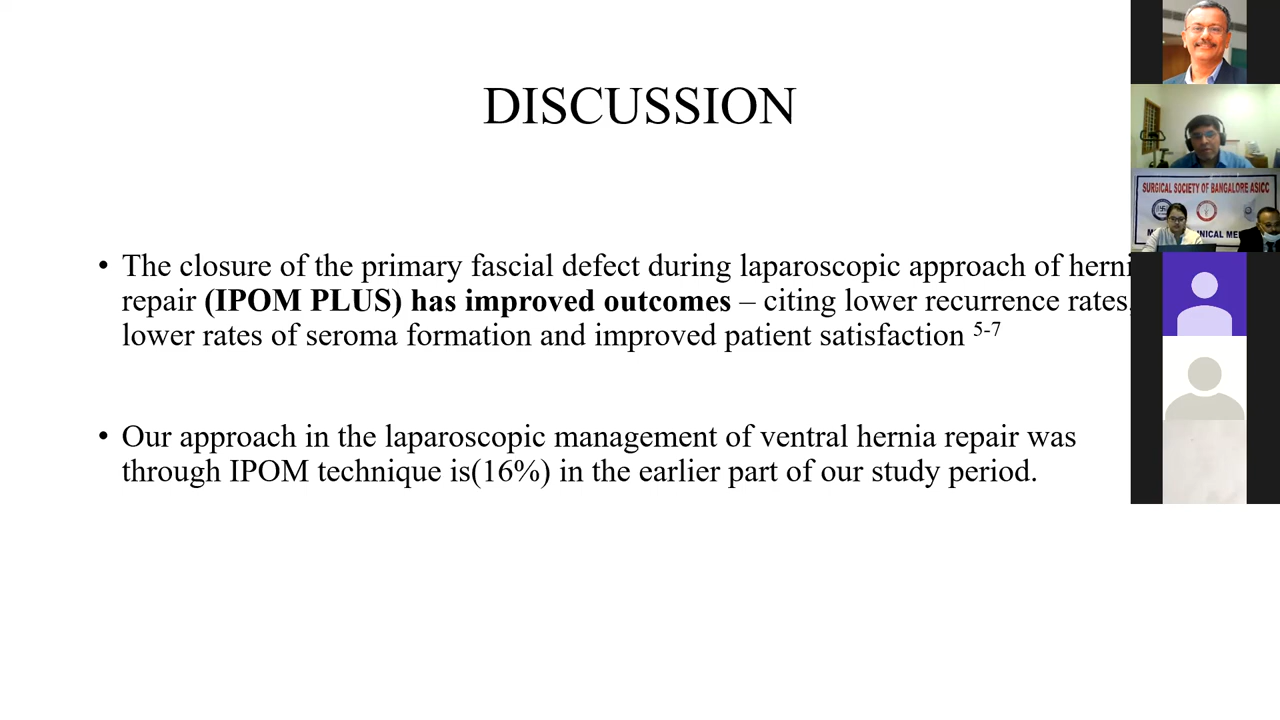 DISCUSSION
• The closure of the primary fascial defect during laparoscopic approach of herni
repair (IPOM PLUS) has improved outcomes – citing lower recurrence rates,
lower rates of seroma formation and improved patient satisfaction 5-7
• Our approach in the laparoscopic management of ventral hernia repair was
through IPOM technique is(16%) in the earlier part of our study period.
SURGICAL SOCIETY OF BANGALORE ASICC